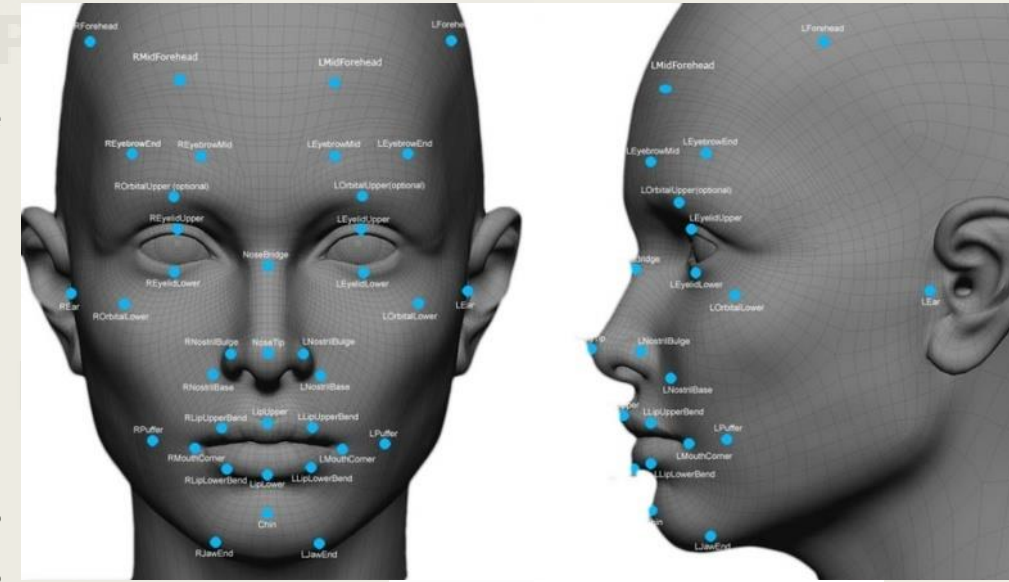 RForehead
LForehe
RMidForehead
LMidForehead
REyebrowEnd
REyebrowMid
LEyebrowMid
LEyebrowEnd
ROrbitalUpper (optional)
LOrbitalUpper(optional)
REyelidUpper
LEyelidUpper
NoseBridge
REyelidLower
LEyelidLower
REar
ROrbitalLower
LOrbitalLower
LEar
RNostrilBulge
NoseTip
LNostrilBulge
RNostrilBase
LNostrilBase
RLipUpperBend
LipUpper
LLipUpperBend
RPuffer
LPuffer
RMouthCorner
LMouthCorner
RLipLowerBend
LipLower
LLipLowerBend
Chin
RJawEnd
LJawEnd
LForehead
LMidForehead
LEyebrowMid
LEyebrowEnd
LOrbitalUpper(optional)
LEyelidUpper
Bridge
LEyelidLower
LOrbitalLower
LEar
LNostrilBulge
LNostrilBase
LLipUpperBend
LPuffer
LMouthCorner
LLipLowerBend
LJawEnd